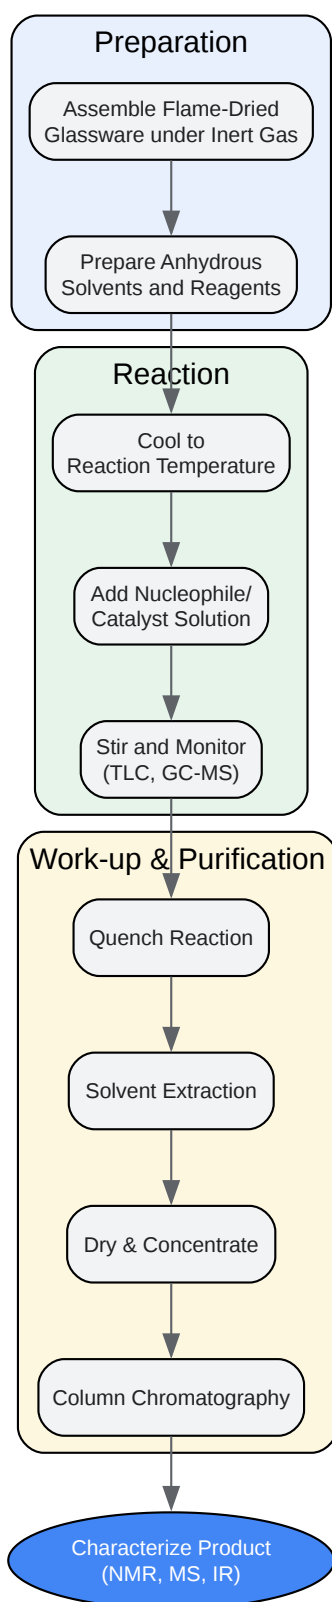 Preparation
Assemble Flame-Dried
Glassware under Inert Gas
Prepare Anhydrous
Solvents and Reagents
Reaction
Cool to
Reaction Temperature
Add Nucleophile/
Catalyst Solution
Stir and Monitor
(TLC, GC-MS)
Work-up & Purification
Quench Reaction
Solvent Extraction
Dry & Concentrate
Column Chromatography
Characterize Product
(NMR, MS, IR)